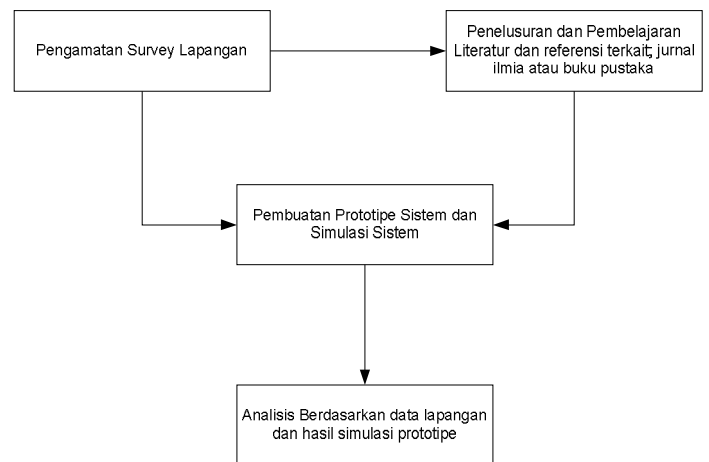 Pengamatan Survey Lapangan
Penelusuran dan Pembelajaran
Literatur dan referensi terkait; jurnal
ilmia atau buku pustaka
Pembuatan Prototipe Sistem dan
Simulasi Sistem
Analisis Berdasarkan data lapangan
dan hasil simulasi prototipe